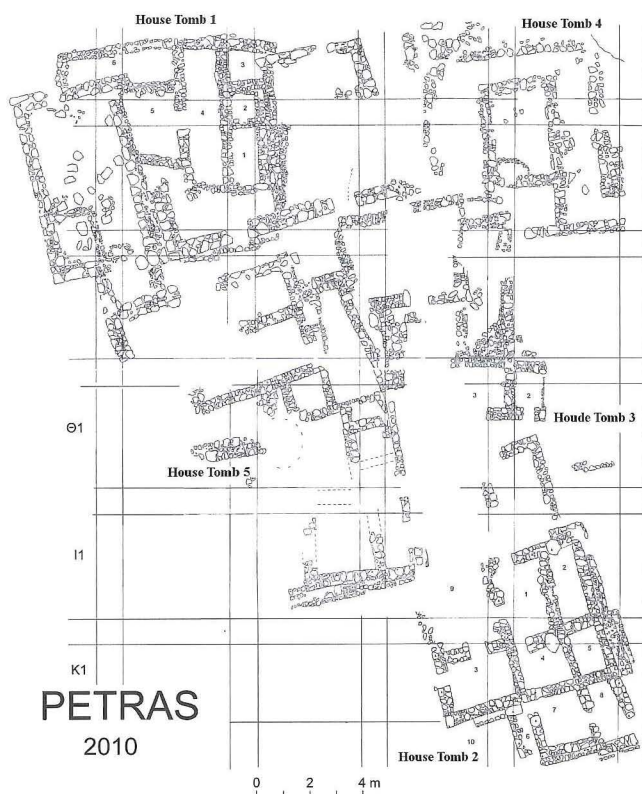 House Tomb 1
House Tomb 4
6
3
5
4
2
1
3
2
Θ1
Houde Tomb 3
House Tomb 5
I1
2
9
1
K1
3
4
5
7
8
6
10
PETRAS
2010
House Tomb 2
0 2 4 m